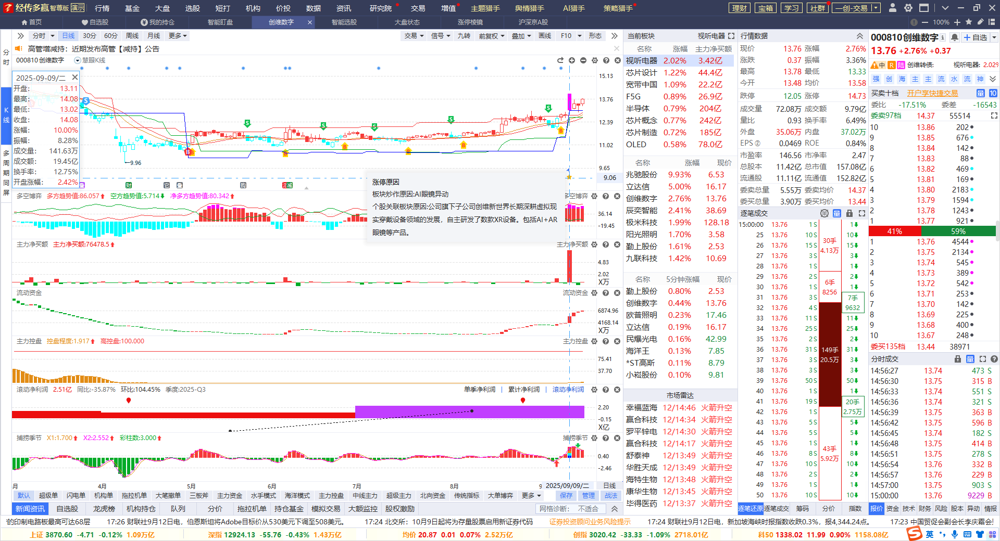 经传多赢 智尊版 演示 行情 基金 大盘 选股 短打 机构 价投 数据 资讯 研究院 交易 增值 主题猎手 舆情猎手 AI猎手 策略猎手 理财 宝箱 学习 社群 一创-交易
首页 自选股 我的持仓 智能盯盘 创维数字 智能选股 大盘状态 涨停棱镜 沪深京A股 100%
分时 日线 30分 60分 周线 月线 更多 交易 信号 九转 前复权 叠加 画线 F10 形态
高管增减持：近期发布高管【减持】公告
000810 创维数字 慧眼K线
分时
K线
多周期同屏
2025-09-09/二
开盘: 13.11
最高: 14.08
最低: 13.02
收盘: 14.08
涨幅: 10.00%
振幅: 8.28%
成交量: 141.63万
成交额: 19.45亿
换手率: 12.75%
开盘涨幅: 2.42%
15.13
13.76
12.39
11.02
9.65
9.06
9.96
涨停原因
板块炒作原因:AI眼镜异动
个股关联板块原因:公司旗下子公司创维新世界长期深耕虚拟现
实穿戴设备领域的发展，自主研发了数款XR设备。包括AI+AR
眼镜等产品。
多空博弈 多方趋势值:86.057 空方趋势值:5.714 净多方趋势值:80.342 多空博弈
36.14
-19.45
主力净买额 主力净买额:76478.5 主力净买额
4.83
2.02
X万
流动资金 流动资金
6874.96
4168.14
X万
主力控盘 控盘程度:1.917 高控盘:100.000 主力控盘
75.41
37.70
滚动净利润 2.51亿 同比:-35.87% 环比:104.45% 季度:2025-Q3 单季净利润 | 累计净利润 | 滚动净利润
2.20
-0.15
X亿
捕捞季节 X1:1.700 X2:2.552 彩柱数:3.000 捕捞季节
0.40
-2.46
月 4月 5月 6月 7月 8月 9 2025/09/09/二 日线
默认 超级单 闪电单 机构单 拖拉机单 大笔撤单 三板斧 主力资金 水手模式 海洋模式 主力控盘 中线主力 超级主力 北向资金 传统指标 大单博弈 更多 保存 管理 战法
新闻资讯 自选股 龙虎榜 机构持仓 队列 分价 拖拉机单 持仓基金 模拟交易 大额监控 股权激励 网格诊断: 不适合
当前板块 视听电器
名称 涨幅 主力净买额
视听电器 2.02% 3.42亿
芯片设计 1.22% 44.4亿
宽带中国 1.09% 22.2亿
F5G 0.89% 26.9亿
半导体 0.79% 204亿
芯片概念 0.77% 242亿
芯片制造 0.72% 185亿
OLED 0.58% 78.0亿
名称 涨幅 现价
兆驰股份 9.93% 6.53
立达信 5.00% 16.17
创维数字 2.76% 13.76
辰奕智能 2.41% 38.69
极米科技 1.99% 128.18
阳光照明 1.70% 3.58
勤上股份 1.61% 2.53
九联科技 1.42% 10.69
名称 5分钟涨幅 现价
勤上股份 0.80% 2.53
创维数字 0.44% 13.76
欧普照明 0.23% 17.46
立达信 0.19% 16.17
民爆光电 0.16% 42.99
海洋王 0.13% 7.85
*ST高斯 0.11% 8.79
小崧股份 0.10% 9.81
市场雷达
幸福蓝海 12/14:46 火箭升空
赢合科技 12/14:34 火箭升空
罗平锌电 12/14:30 火箭升空
赢合科技 12/14:17 火箭升空
舒泰神 12/13:49 火箭升空
华胜天成 12/13:49 火箭升空
海特生物 12/13:48 火箭升空
康华生物 12/13:45 火箭升空
毕得医药 12/13:37 火箭升空
行情数据
现价 13.76 涨幅 2.76%
涨跌 0.37 振幅 3.36%
最高 13.78 最低 13.33
今开 13.48 均价 13.58
跌停 12.05 涨停 14.73
成交量 72.08万 成交额 9.79亿
量比 0.93 换手率 6.49%
外盘 35.06万 内盘 37.02万
EPS② 0.0469 ROE 0.84%
市盈率 146.56 市净率 2.47
总股本 11.42亿 总市值 157.08亿
流通股 11.11亿 流通值 152.82亿
委卖总量 5.55万 委卖均价 14.37
委买总量 3.90万 委买均价 13.44
逐笔成交 量
15:00:00 13.76 1 S
25 13.76 10 S
26 13.76 15 S
27 13.76 3 S
28 13.76 1 S
29 13.76 2 S
30 13.76 1 S
31 13.76 3 S
32 13.76 4 S
33 13.76 11 S
34 13.76 25 S
35 13.76 2 S
36 13.76 31 S
37 13.76 3 S
38 13.76 3 S
39 13.76 50 S
40 13.76 1 S
41 13.76 19 S
42 13.76 1 S
43 13.76 5 S
44 13.76 5 S
45 13.76 1 S
46 13.76 8 S
47 13.76 10 S
48 13.76 2 S
49 13.76 1 S
50 13.76 10 S
30手
4.13万
6手
8256
149手
20.5万
43手
5.92万
1
10
15
3
1
2
1
7手
9632
11
25
2
31
3
3
50
1
20手
2.75万
5
5
1
8
10
2
1
10
逐笔还原 逐笔成交 筹码 分价 指数
000810 创维数字 自选
13.76 +2.76% +0.37
中 R 陆 创维转债: 视听电器: 2.02%
强 创 海 主 主 流 水 流 神
买卖十档 开户享快捷交易 量 10
委比 -17.51% 委差 -16543
委卖97档 14.37 55514
10 13.86 202
9 13.85 676
8 13.84 142
7 13.83 88
6 13.82 469
5 13.81 169
4 13.80 2183
3 13.79 1594
2 13.78 1243
1 13.77 921
41% 59%
1 13.76 4544
2 13.75 2134
3 13.74 545
4 13.73 389
5 13.72 542
6 13.71 253
7 13.70 142
8 13.69 225
9 13.68 400
10 13.67 248
委买135档 13.44 38971
分时成交 量
14:56:27 13.74 473 S
14:56:30 13.75 315 B
14:56:33 13.74 551 S
14:56:36 13.74 321 S
14:56:39 13.75 363 B
14:56:42 13.75 596 B
14:56:45 13.74 182 S
14:56:48 13.75 414 B
14:56:51 13.75 278 S
14:56:54 13.76 332 B
14:56:57 13.76 229 B
14:57:00 13.75 903 S
15:00:00 13.76 9229 B
报价 资金 技术 财务 风险 股本 异动 情报
的印制电路板最高可达68层 17:26 财联社9月12日电，伯恩斯坦将Adobe目标价从530美元下调至508美元。 17:24 北交所：10月9日起将为存量股票启用新证券代码 证券投资顾问业务风险提示 17:24 财联社9月12日电，新加坡海峡时报指数收跌0.3%，报4,344.24点。 17:23 中国贸促会副会长李庆霜会!
上证 3870.60 -4.71 -0.12% 1.09万亿 深指 12924.13 -55.76 -0.43% 1.43万亿 均价 20.87 0.01 0.07% 2.52万亿 创指 3020.42 -33.33 -1.09% 2718.01亿 科50 1338.02 11.99 0.90% 1158.08亿 英